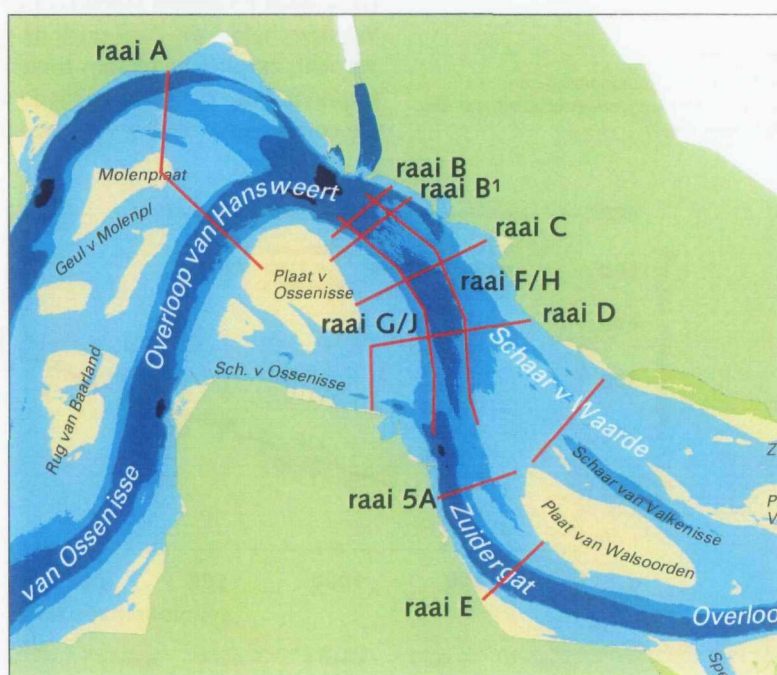 raai A
raai B
raai B¹
raai C
Molenplaat
Overloop van Hansweert
Geul v Molenpl
Plaat v
Ossenisse
raai F/H
raai G/J
raai D
Schaar v Waarde
Sch. v Ossenisse
Rug van Baarland
Schaar van Valkenisse
Z
P
V
raai 5A
Plaat van Walsoorden
Zuidergat
van Ossenisse
raai E
Overloo
Spe